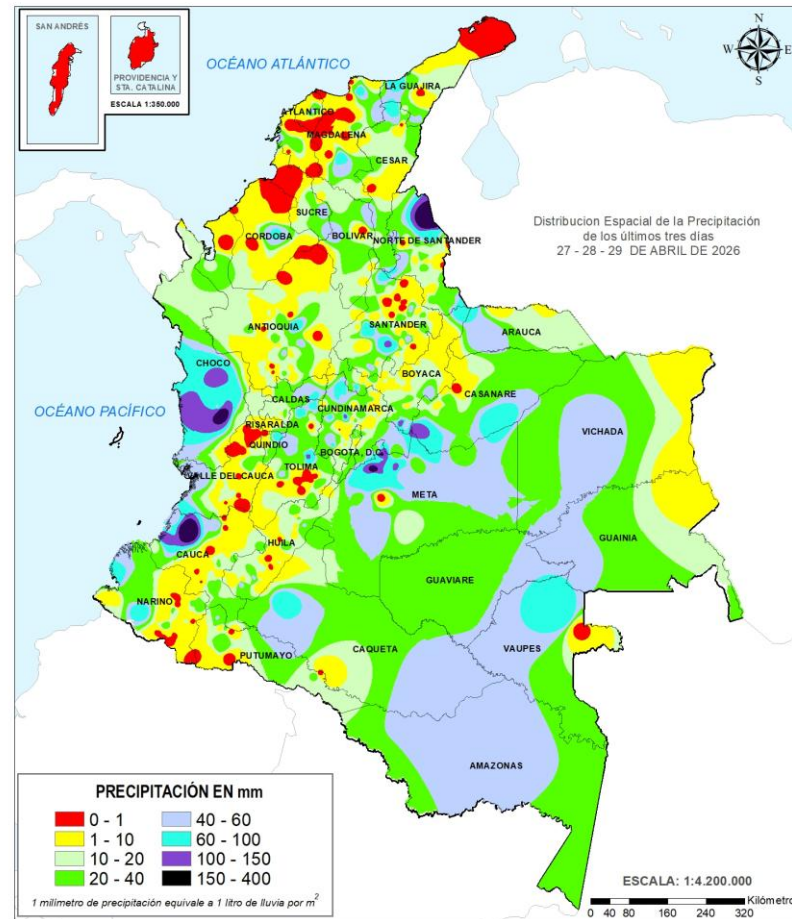 SAN ANDRÉS
PROVIDENCIA Y
STA. CATALINA
ESCALA 1:350.000
OCÉANO ATLÁNTICO
N
W
E
S
LA GUAJIRA
ATLANTICO
MAGDALENA
CESAR
SUCRE
CORDOBA
BOLIVAR
NORTE DE SANTANDER
Distribucion Espacial de la Precipitación
de los últimos tres días
27 - 28 - 29 DE ABRIL DE 2026
ANTIOQUIA
SANTANDER
ARAUCA
CHOCO
BOYACA
CASANARE
OCÉANO PACÍFICO
CALDAS
CUNDINAMARCA
RISARALDA
QUINDIO
BOGOTA, D.C.
VICHADA
TOLIMA
VALLE DEL CAUCA
META
CAUCA
HUILA
GUAINIA
GUAVIARE
NARINO
PUTUMAYO
CAQUETA
VAUPES
AMAZONAS
PRECIPITACIÓN EN mm
0 - 1
1 - 10
10 - 20
20 - 40
40 - 60
60 - 100
100 - 150
150 - 400
1 milímetro de precipitación equivale a 1 litro de lluvia por m²
ESCALA: 1:4.200.000
Kilómetro
40 80 160 240 320